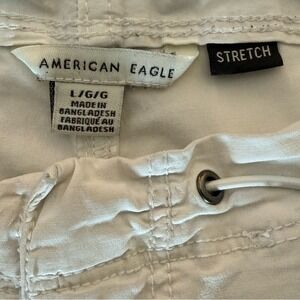 AMERICAN EAGLE
STRETCH
L/G/G
MADE IN
BANGLADESH
FABRIQUÉ AU
BANGLADESH